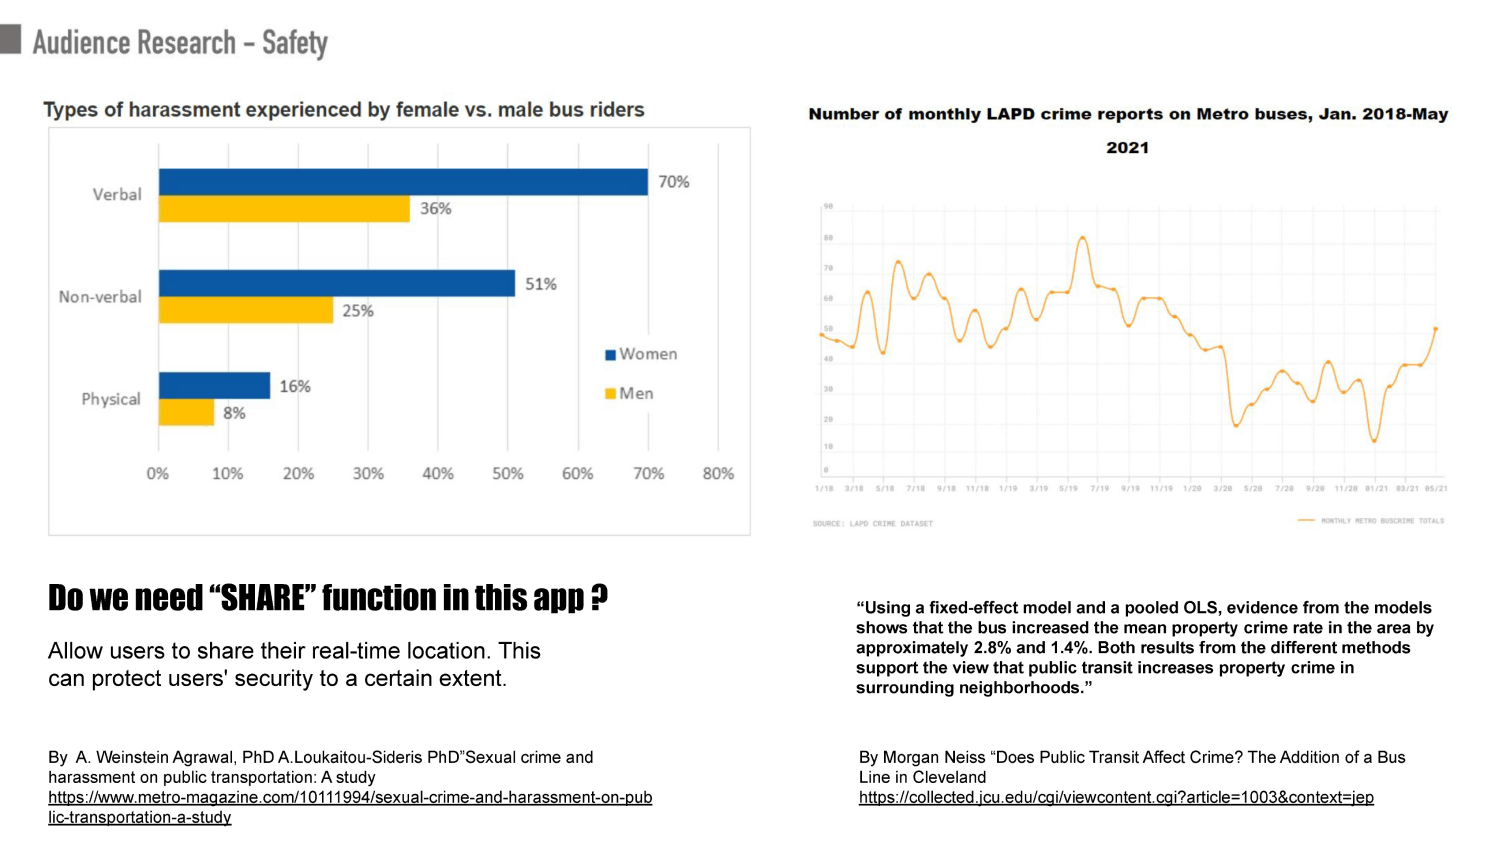 Audience Research – Safety
Types of harassment experienced by female vs. male bus riders
Verbal
70%
36%
Non-verbal
51%
25%
Women
Physical
16%
Men
8%
0% 10% 20% 30% 40% 50% 60% 70% 80%
Number of monthly LAPD crime reports on Metro buses, Jan. 2018-May
2021
90
80
70
60
50
40
30
20
10
0
1/18 3/18 5/18 7/18 9/18 11/18 1/19 3/19 5/19 7/19 9/19 11/19 1/20 3/20 5/20 7/20 9/20 11/20 01/21 03/21 05/21
SOURCE: LAPD CRIME DATASET
MONTHLY METRO BUSCRIME TOTALS
Do we need “SHARE” function in this app ?
Allow users to share their real-time location. This
can protect users' security to a certain extent.
By  A. Weinstein Agrawal, PhD A.Loukaitou-Sideris PhD”Sexual crime and
harassment on public transportation: A study
https://www.metro-magazine.com/10111994/sexual-crime-and-harassment-on-pub
lic-transportation-a-study
“Using a fixed-effect model and a pooled OLS, evidence from the models
shows that the bus increased the mean property crime rate in the area by
approximately 2.8% and 1.4%. Both results from the different methods
support the view that public transit increases property crime in
surrounding neighborhoods.”
By Morgan Neiss “Does Public Transit Affect Crime? The Addition of a Bus
Line in Cleveland
https://collected.jcu.edu/cgi/viewcontent.cgi?article=1003&context=jep